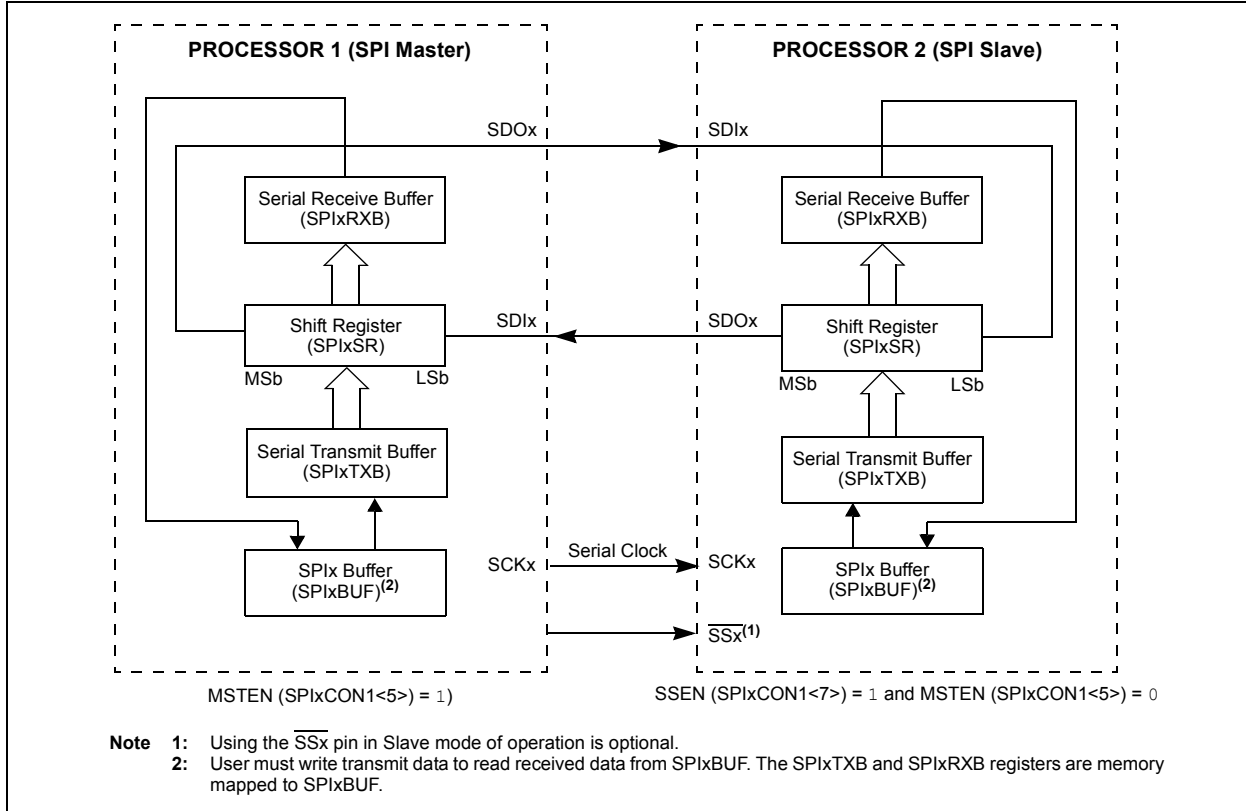 PROCESSOR 1 (SPI Master)
SDOx
Serial Receive Buffer
(SPIxRXB)
Shift Register
(SPIxSR)
SDIx
MSb
LSb
Serial Transmit Buffer
(SPIxTXB)
SPIx Buffer
(SPIxBUF)(2)
SCKx
Serial Clock
MSTEN (SPIxCON1<5>) = 1)
PROCESSOR 2 (SPI Slave)
SDIx
Serial Receive Buffer
(SPIxRXB)
SDOx
Shift Register
(SPIxSR)
MSb
LSb
Serial Transmit Buffer
(SPIxTXB)
SCKx
SPIx Buffer
(SPIxBUF)(2)
SSx(1)
SSEN (SPIxCON1<7>) = 1 and MSTEN (SPIxCON1<5>) = 0
Note 1: Using the SSx pin in Slave mode of operation is optional.
2: User must write transmit data to read received data from SPIxBUF. The SPIxTXB and SPIxRXB registers are memory
mapped to SPIxBUF.